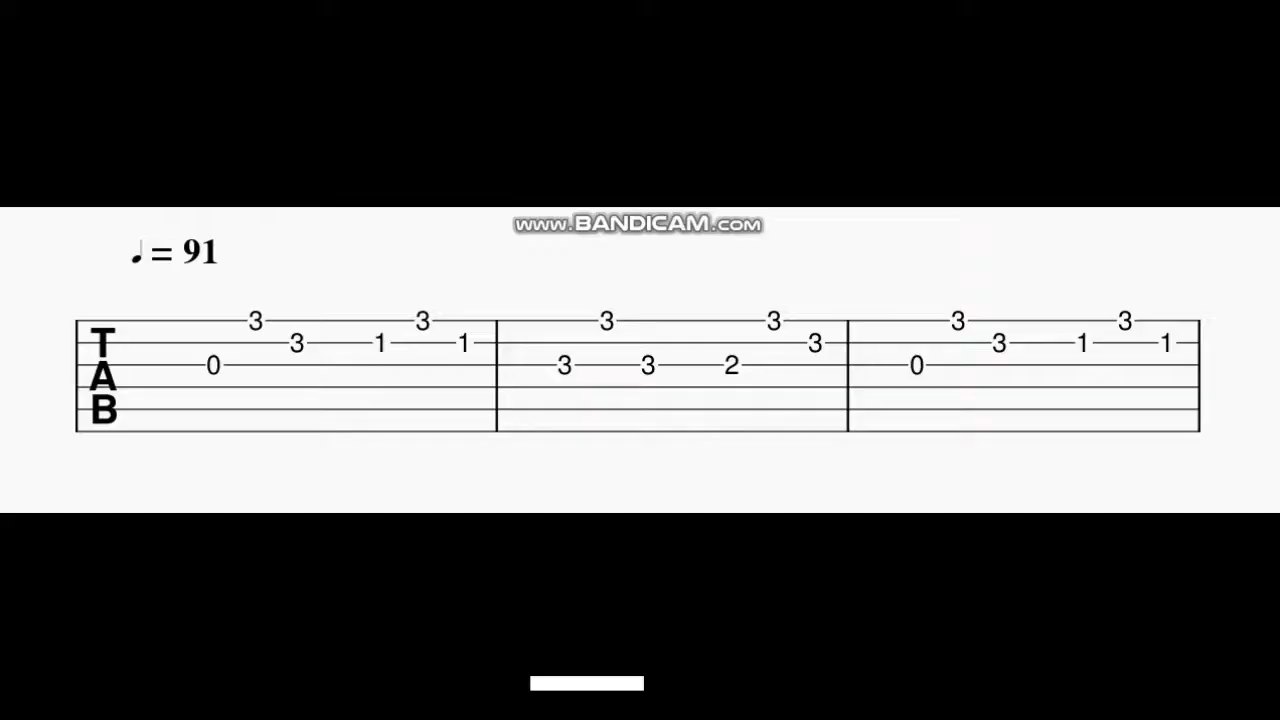 www.BANDICAM.com
♩ = 91
3 3 3 3 3 3
T 3 1 1 3 3 1 1
A 0 3 3 2 0
B